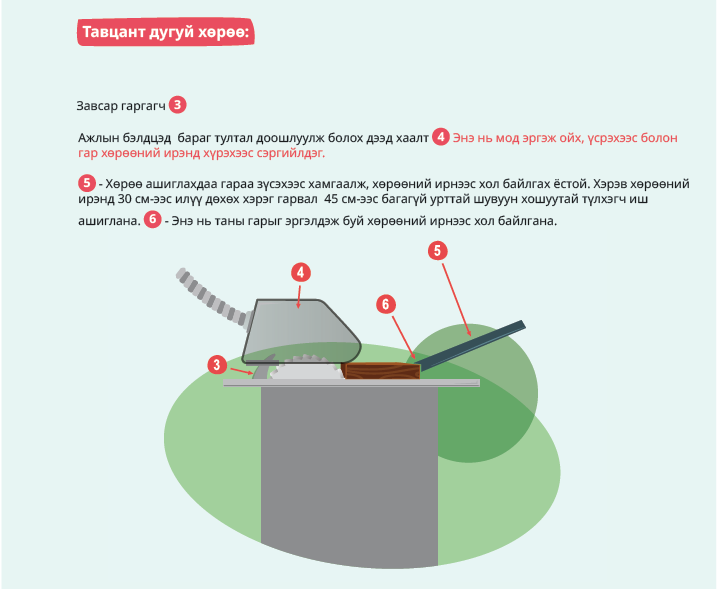 Тавцант дугуй хөрөө:
Завсар гаргагч 3
Ажлын бэлдцэд бараг тултал доошлуулж болох дээд хаалт 4 Энэ нь мод эргэж ойх, үсрэхээс болон
гар хөрөөний ирэнд хүрэхээс сэргийлдэг.
5 - Хөрөө ашиглахдаа гараа зүсэхээс хамгаалж, хөрөөний ирнээс хол байлгах ёстой. Хэрэв хөрөөний
ирэнд 30 см-ээс илүү дөхөх хэрэг гарвал 45 см-ээс багагүй урттай шувуун хошуутай түлхэгч иш
ашиглана. 6 - Энэ нь таны гарыг эргэлдэж буй хөрөөний ирнээс хол байлгана.
5
4
6
3